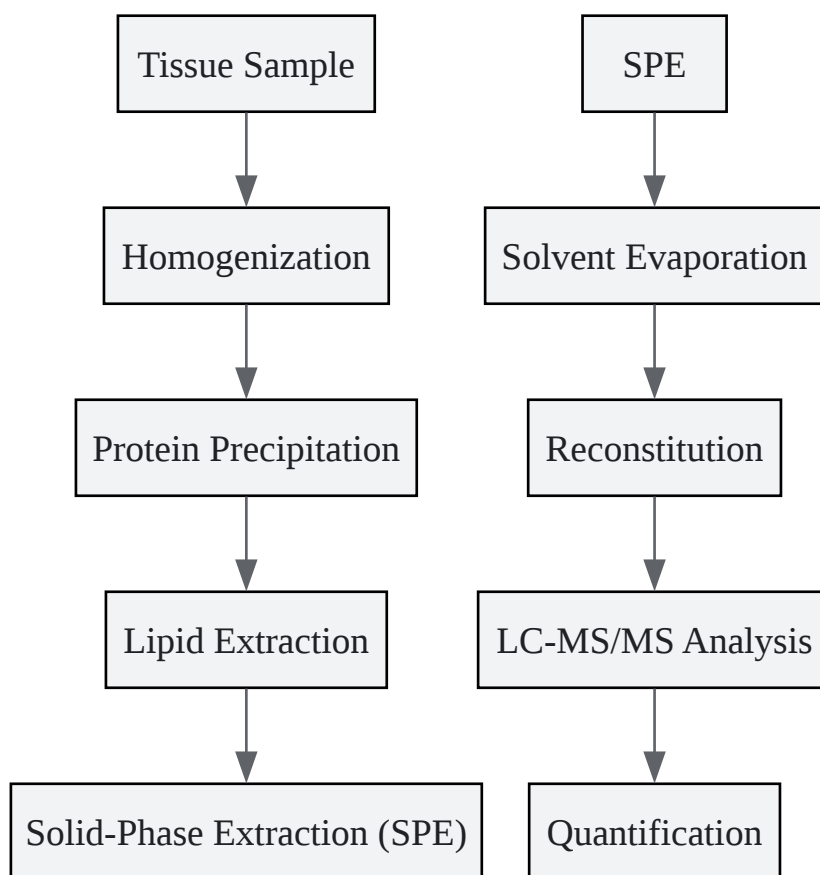 Tissue Sample
Homogenization
Protein Precipitation
Lipid Extraction
Solid-Phase Extraction (SPE)
SPE
Solvent Evaporation
Reconstitution
LC-MS/MS Analysis
Quantification